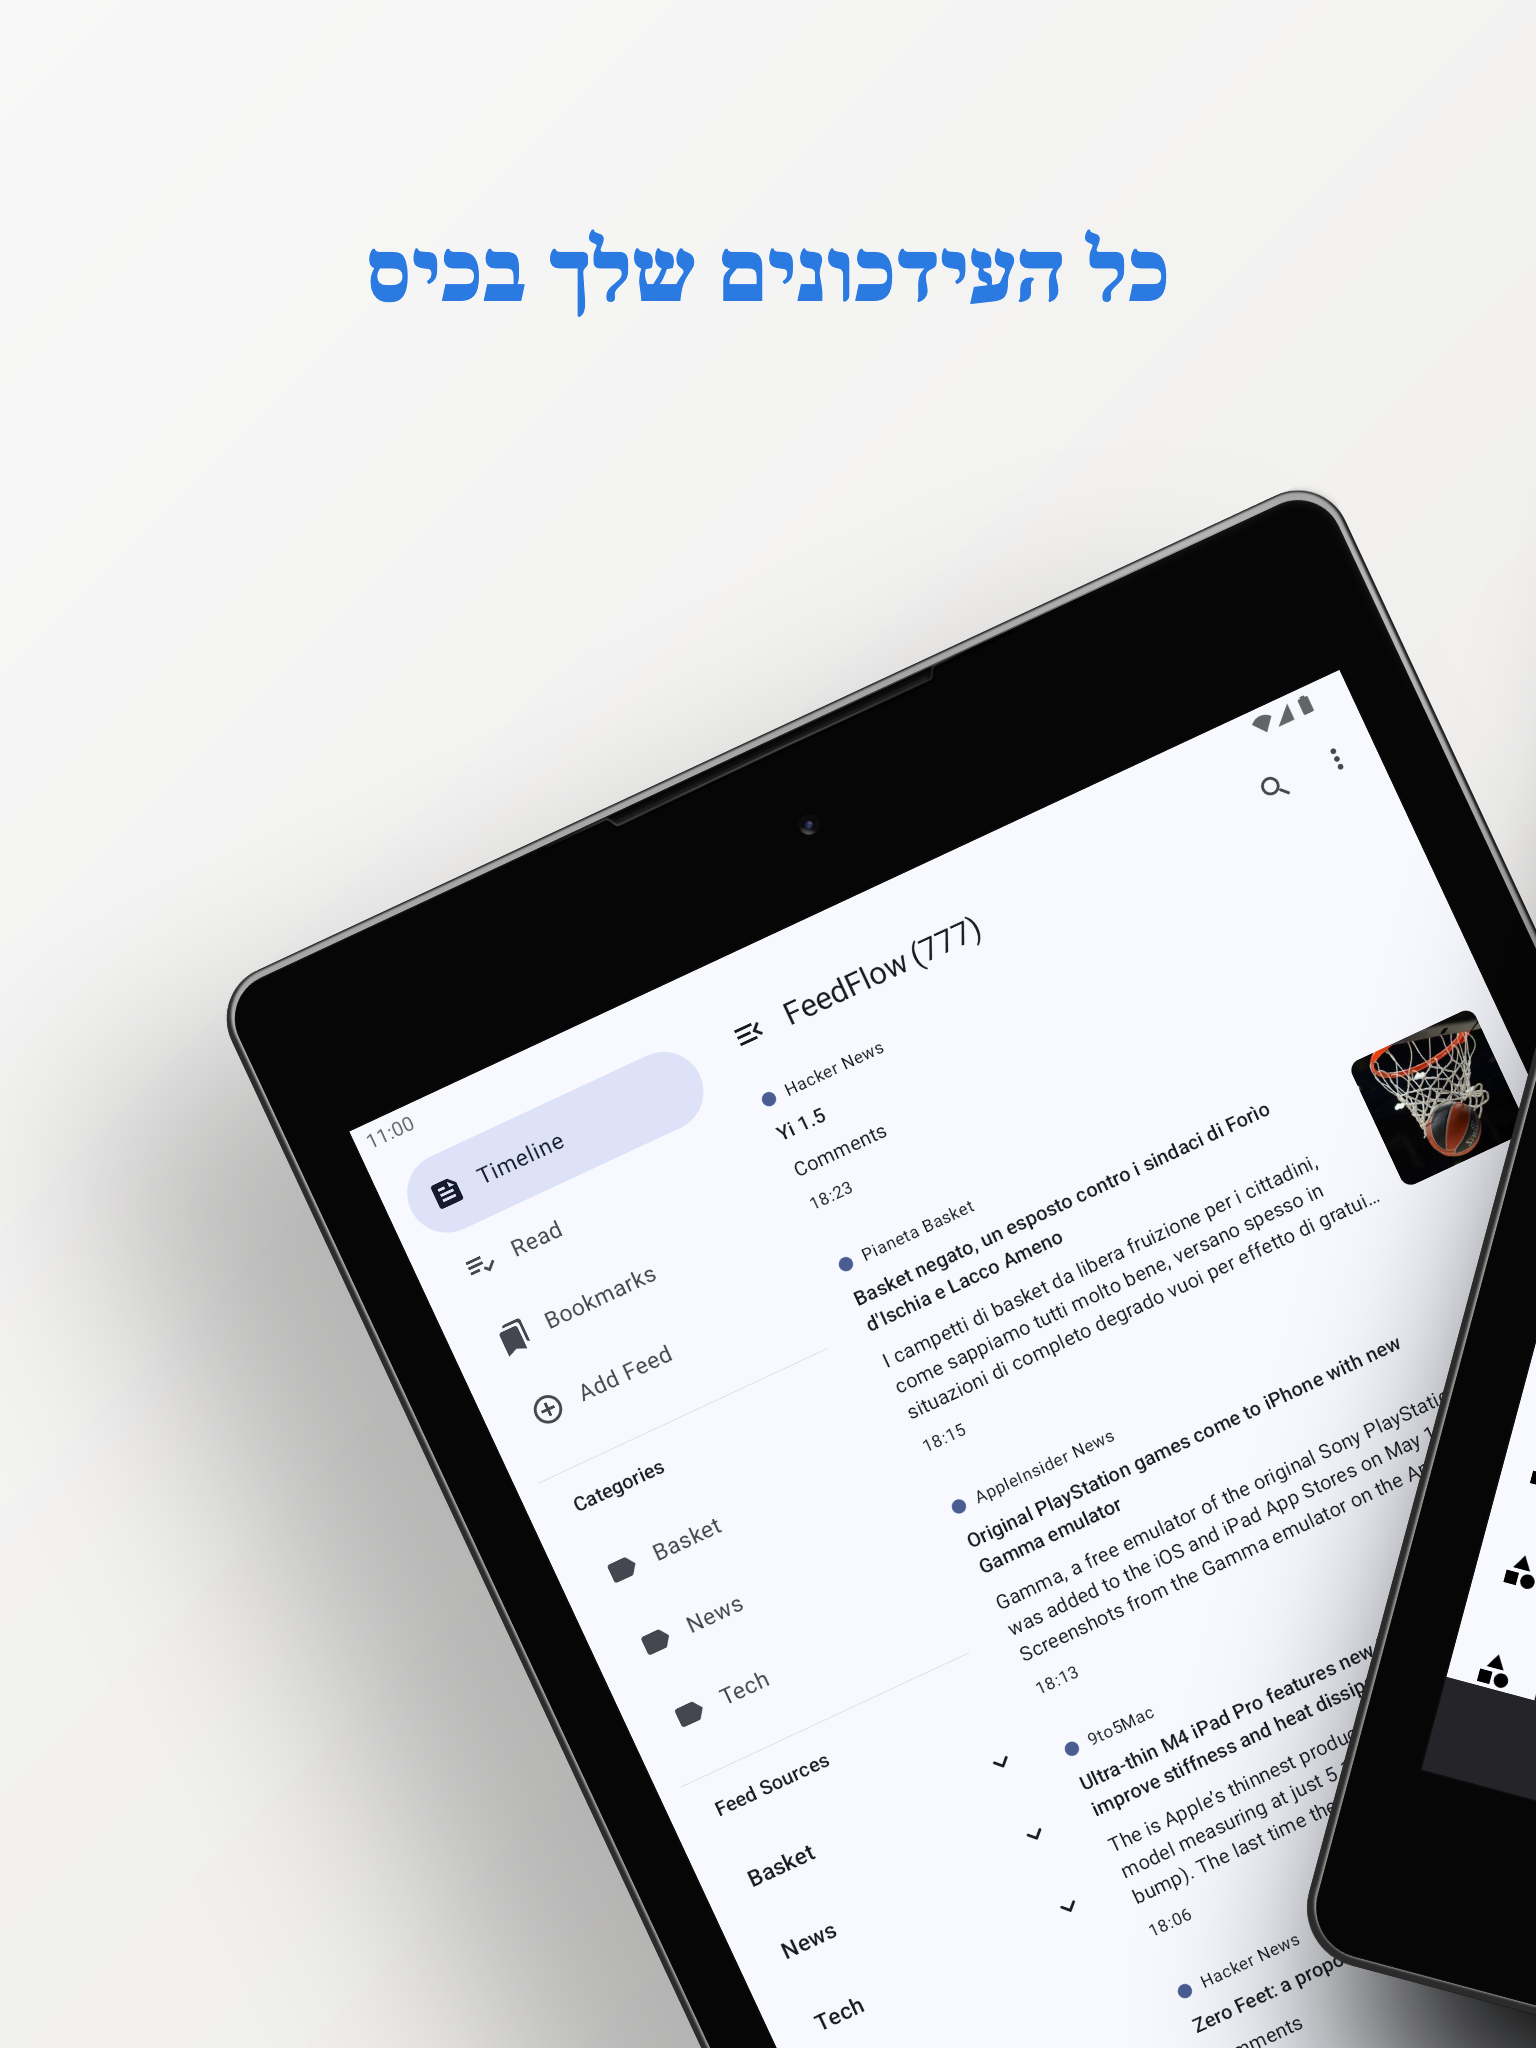 כל העידכונים שלך בכיס
11:00
Timeline
Read
Bookmarks
Add Feed
Categories
Basket
News
Tech
Feed Sources
Basket
News
Tech
FeedFlow (777)
Hacker News
Yi 1.5
Comments
18:23
Pianeta Basket
Basket negato, un esposto contro i sindaci di Forìo
d'Ischia e Lacco Ameno
I campetti di basket da libera fruizione per i cittadini,
come sappiamo tutti molto bene, versano spesso in
situazioni di completo degrado vuoi per effetto di gratui...
18:15
AppleInsider News
Original PlayStation games come to iPhone with new
Gamma emulator
Gamma, a free emulator of the original Sony
was added to the iOS and iPad App Stores on May
Screenshots from the Gamma emulator on the
18:13
9to5Mac
Ultra-thin M4 iPad Pro features new
improve stiffness and heat
The is Apple's thinnest
model measuring at just
bump). The last time
18:06
Hacker News
Zero Feet: a